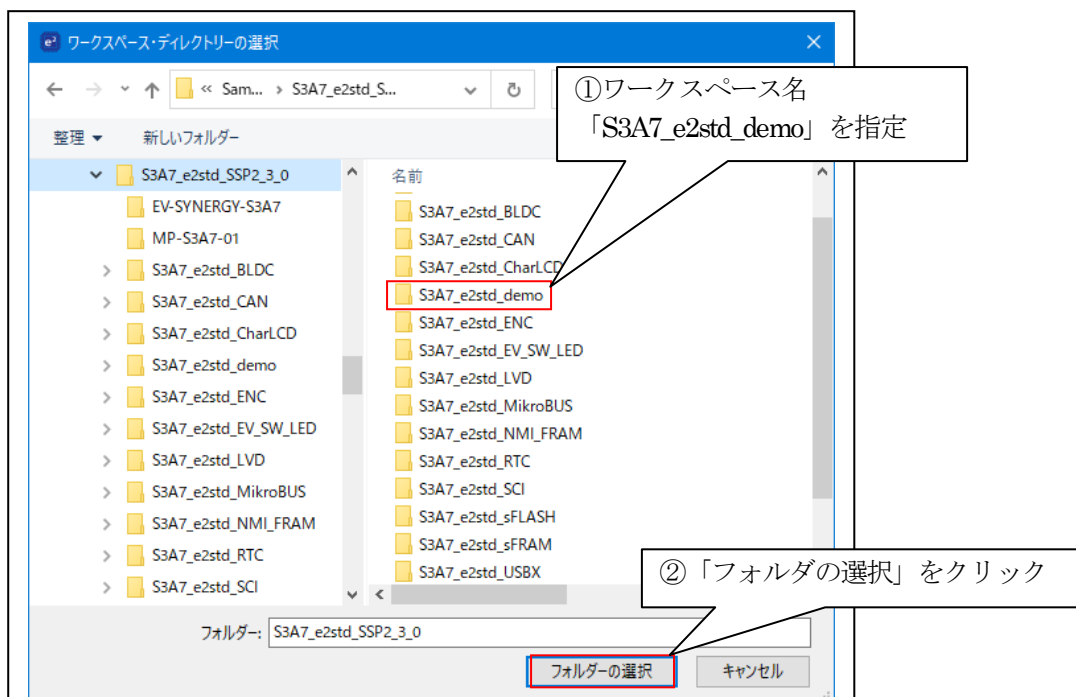 e² ワークスペース・ディレクトリーの選択
« Sam... › S3A7_e2std_S...
①ワークスペース名
「S3A7_e2std_demo」を指定
整理 新しいフォルダー
S3A7_e2std_SSP2_3_0
EV-SYNERGY-S3A7
MP-S3A7-01
S3A7_e2std_BLDC
S3A7_e2std_CAN
S3A7_e2std_CharLCD
S3A7_e2std_demo
S3A7_e2std_ENC
S3A7_e2std_EV_SW_LED
S3A7_e2std_LVD
S3A7_e2std_MikroBUS
S3A7_e2std_NMI_FRAM
S3A7_e2std_RTC
S3A7_e2std_SCI
名前
S3A7_e2std_BLDC
S3A7_e2std_CAN
S3A7_e2std_CharLCD
S3A7_e2std_demo
S3A7_e2std_ENC
S3A7_e2std_EV_SW_LED
S3A7_e2std_LVD
S3A7_e2std_MikroBUS
S3A7_e2std_NMI_FRAM
S3A7_e2std_RTC
S3A7_e2std_SCI
S3A7_e2std_sFLASH
S3A7_e2std_sFRAM
S3A7_e2std_USBX
②「フォルダの選択」をクリック
フォルダー: S3A7_e2std_SSP2_3_0
フォルダーの選択 キャンセル